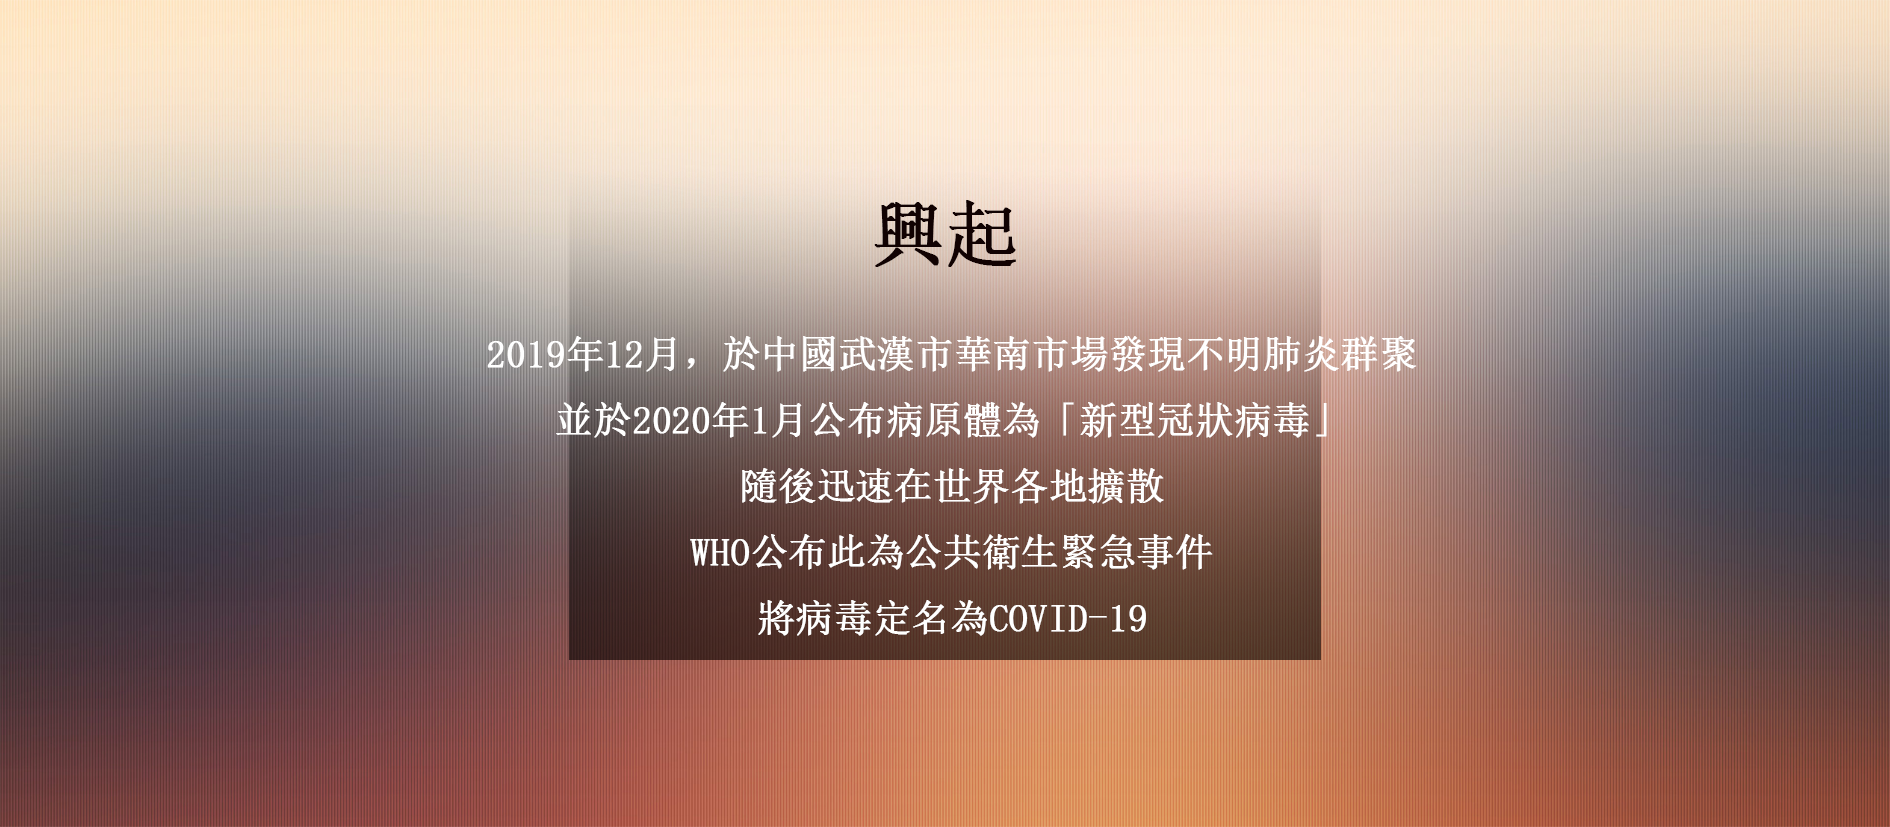 興起
2019年12月，於中國武漢市華南市場發現不明肺炎群聚
並於2020年1月公布病原體為「新型冠狀病毒」
隨後迅速在世界各地擴散
WHO公布此為公共衛生緊急事件
將病毒定名為COVID-19